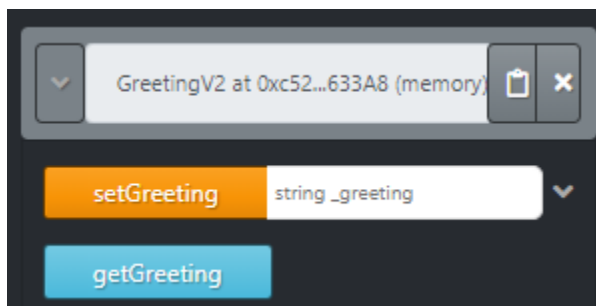 GreetingV2 at 0xc52...633A8 (memory)
setGreeting string _greeting
getGreeting